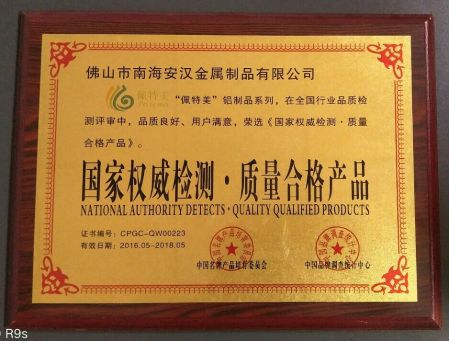 佛山市南海安汉金属制品有限公司
佩特美 “佩特美”铝制品系列，在全国行业品质检
测评审中，品质良好、用户满意，荣选《国家权威检测·质量
合格产品》。
国家权威检测·质量合格产品
NATIONAL AUTHORITY DETECTS·QUALITY QUALIFIED PRODUCTS
证书编号：CPGC-QW00223
有效日期：2016.05-2018.05
中国名牌产品培育委员会 中国品牌调查统计中心
R9s